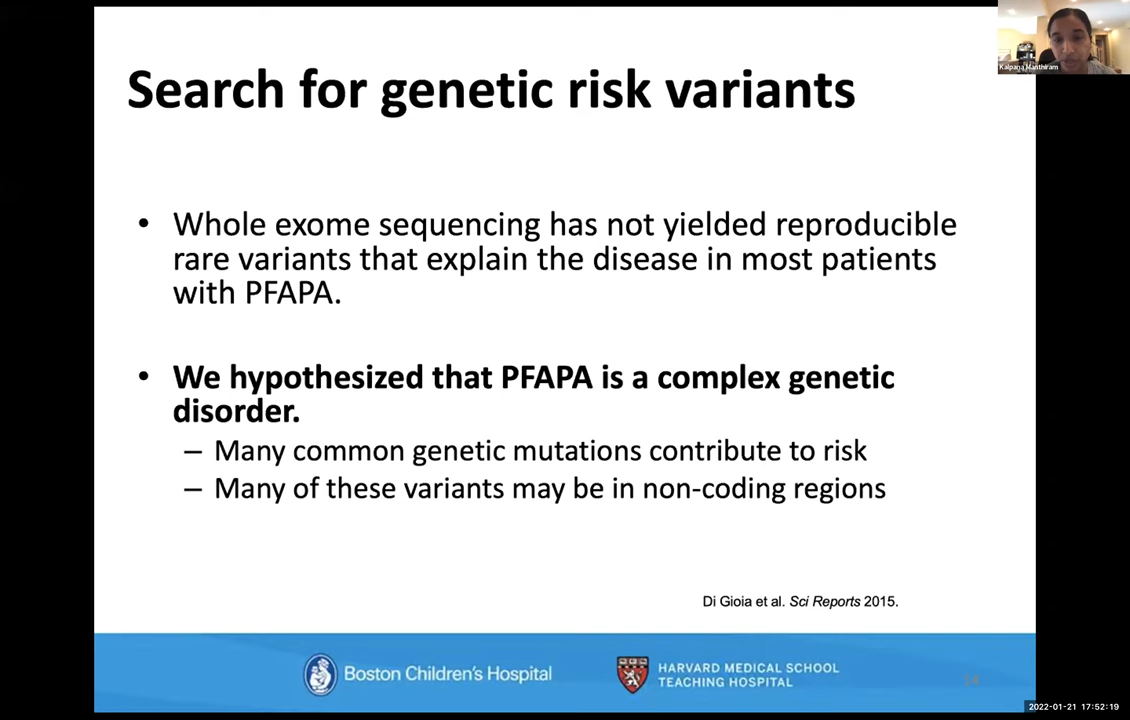 Kalpana Manthiram
Search for genetic risk variants
• Whole exome sequencing has not yielded reproducible
rare variants that explain the disease in most patients
with PFAPA.
• We hypothesized that PFAPA is a complex genetic
disorder.
– Many common genetic mutations contribute to risk
– Many of these variants may be in non-coding regions
Di Gioia et al. Sci Reports 2015.
Boston Children's Hospital
HARVARD MEDICAL SCHOOL
TEACHING HOSPITAL
14
2022-01-21 17:52:19